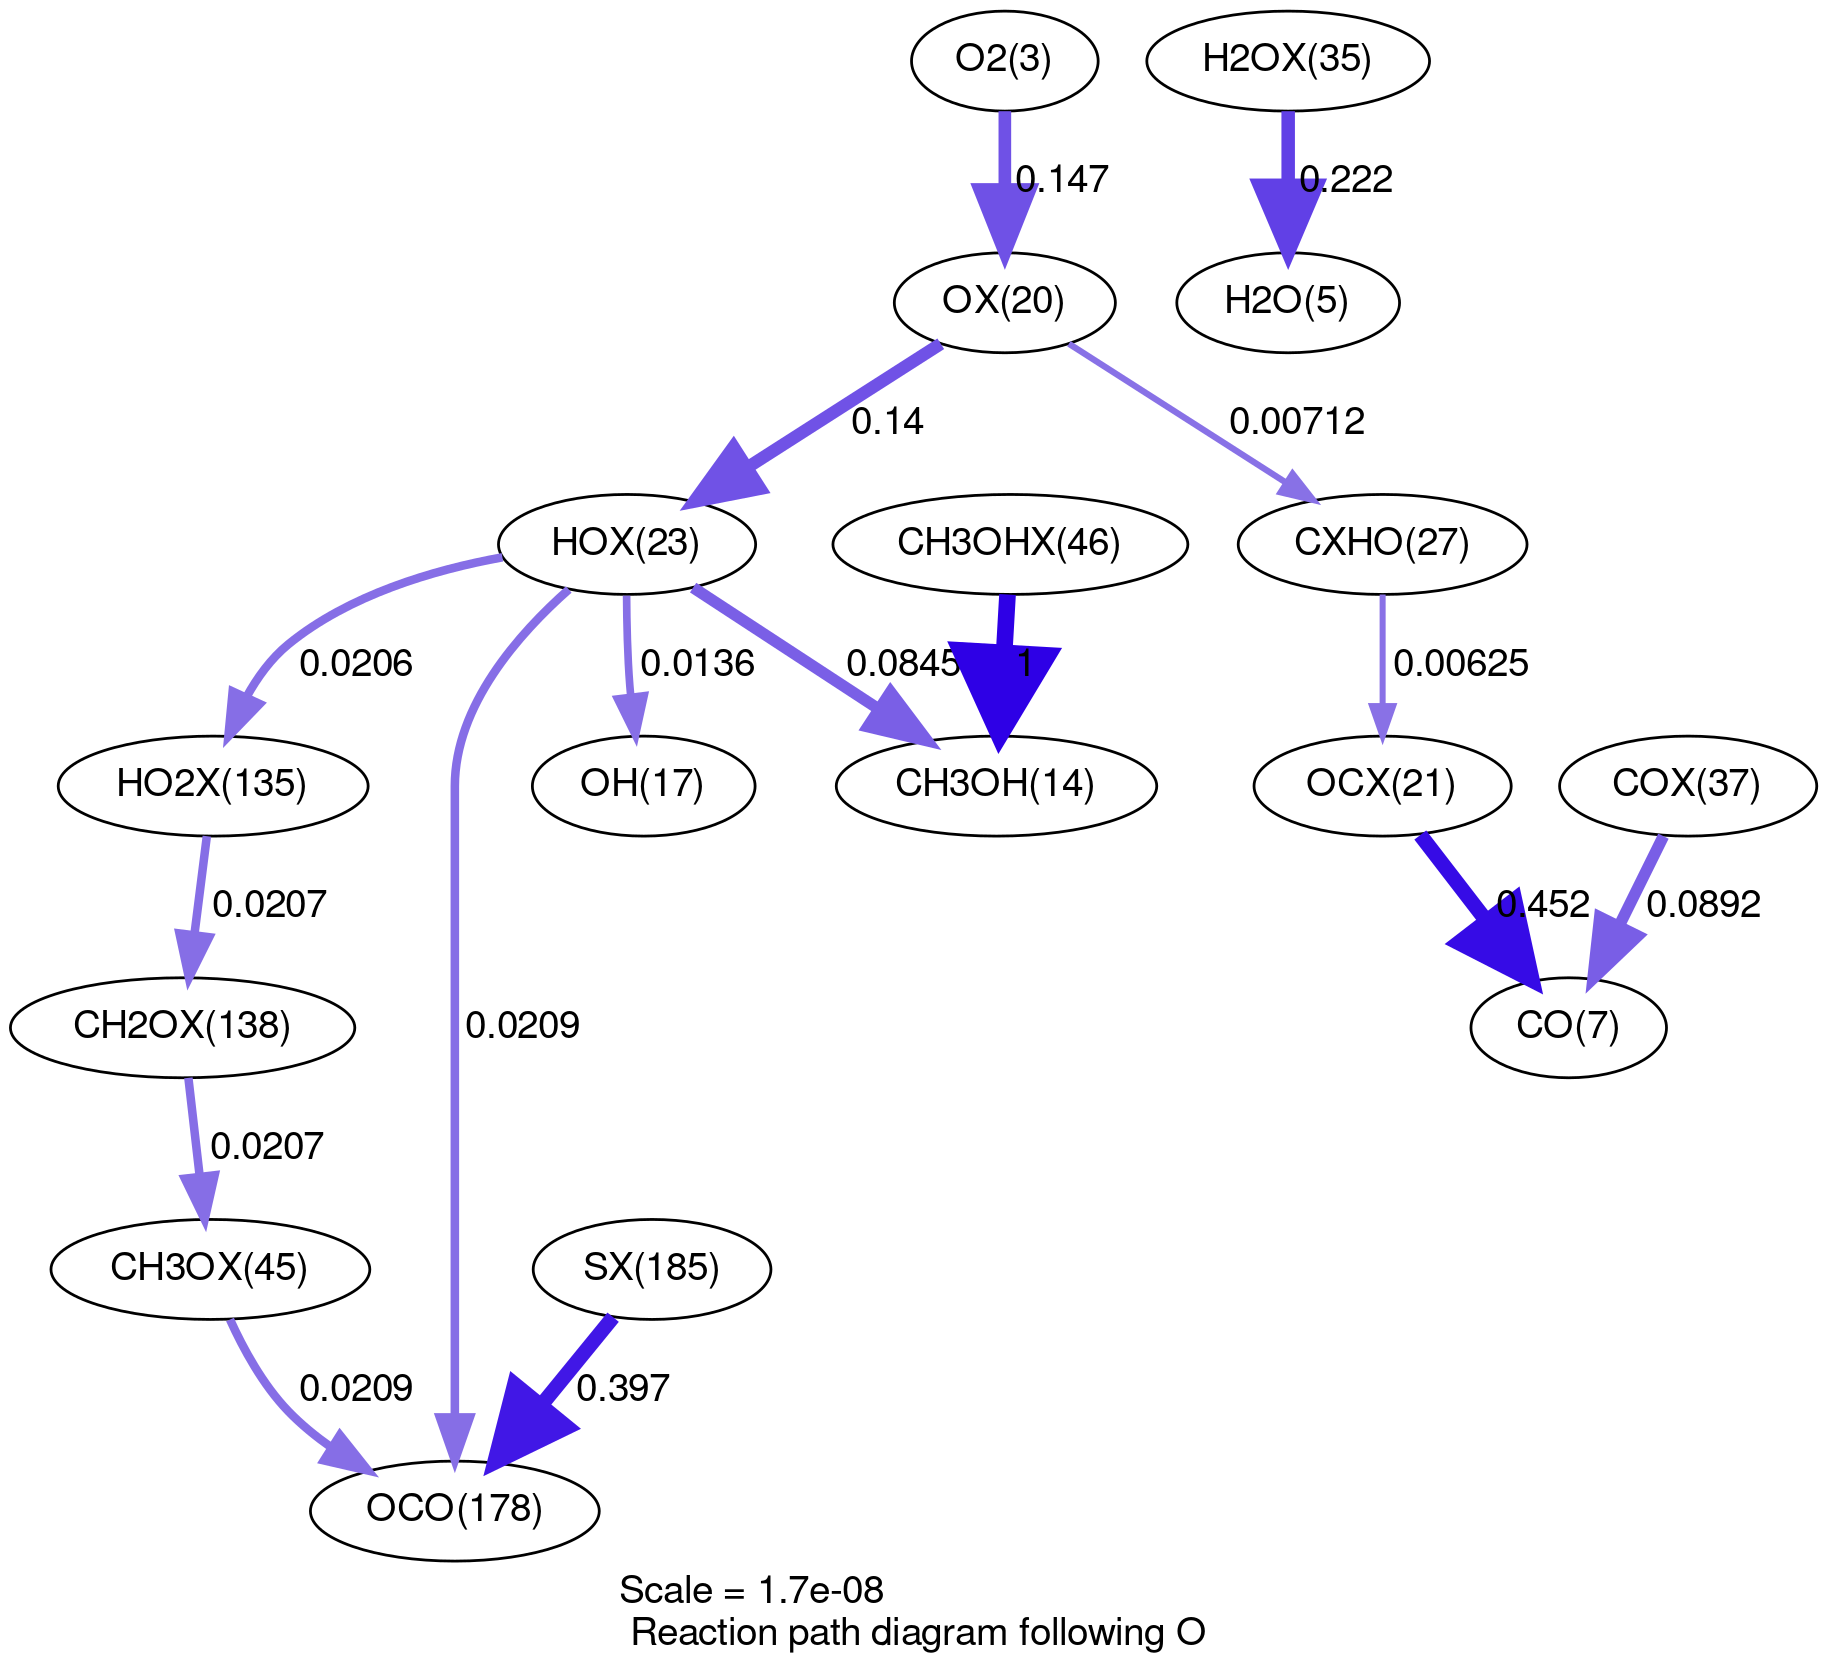 O2(3)
H2OX(35)
0.147
0.222
OX(20)
H2O(5)
0.14
0.00712
HOX(23)
CH3OHX(46)
CXHO(27)
0.0206
0.0136
0.0845
1
0.00625
HO2X(135)
OH(17)
CH3OH(14)
OCX(21)
COX(37)
0.0207
0.452
0.0892
CH2OX(138)
0.0209
CO(7)
0.0207
CH3OX(45)
SX(185)
0.0209
0.397
OCO(178)
Scale = 1.7e-08
Reaction path diagram following O